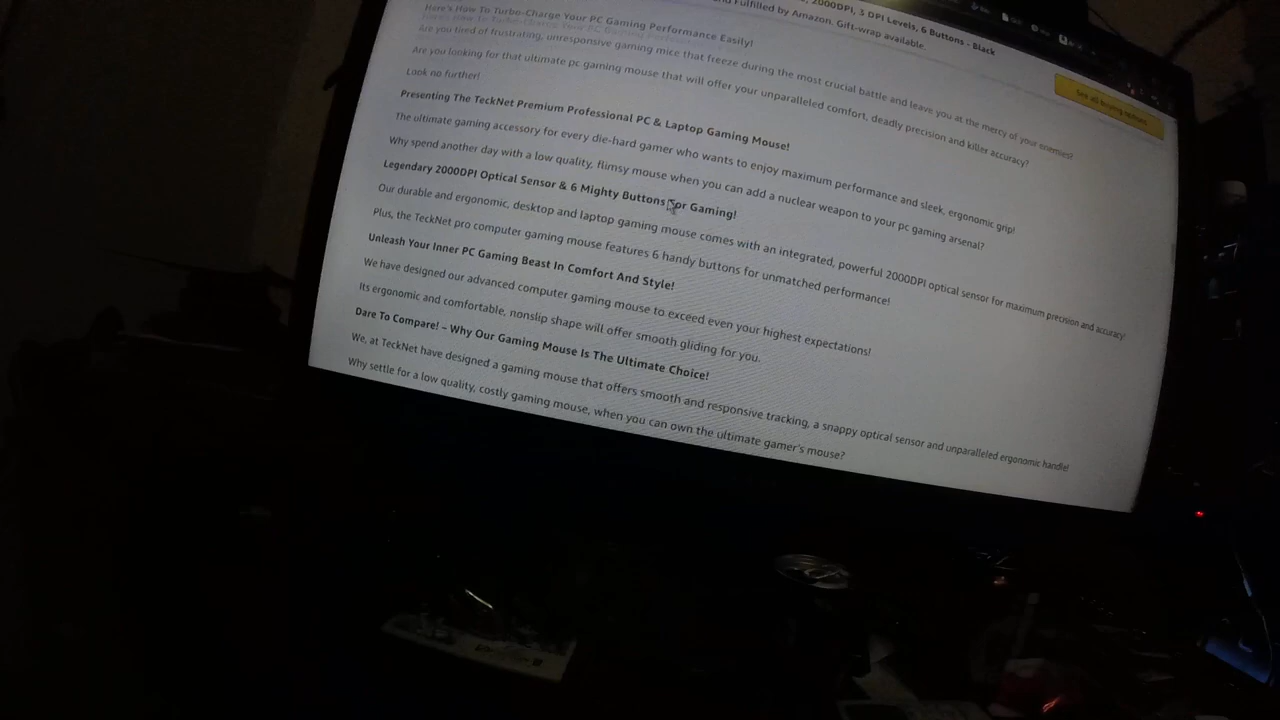 2000DPI, 3 DPI Levels, 6 Buttons - Black
Fulfilled by Amazon. Gift-wrap available.
See all buying options
Here's How To Turbo-Charge Your PC Gaming Performance Easily!
Are you tired of frustrating, unresponsive gaming mice that freeze during the most crucial battle and leave you at the mercy of your enemies?
Are you looking for that ultimate pc gaming mouse that will offer your unparalleled comfort, deadly precision and killer accuracy?
Look no further!
Presenting The TeckNet Premium Professional PC & Laptop Gaming Mouse!
The ultimate gaming accessory for every die-hard gamer who wants to enjoy maximum performance and sleek, ergonomic grip!
Why spend another day with a low quality, flimsy mouse when you can add a nuclear weapon to your pc gaming arsenal?
Legendary 2000DPI Optical Sensor & 6 Mighty Buttons For Gaming!
Our durable and ergonomic, desktop and laptop gaming mouse comes with an integrated, powerful 2000DPI optical sensor for maximum precision and accuracy!
Plus, the TeckNet pro computer gaming mouse features 6 handy buttons for unmatched performance!
Unleash Your Inner PC Gaming Beast In Comfort And Style!
We have designed our advanced computer gaming mouse to exceed even your highest expectations!
Its ergonomic and comfortable, nonslip shape will offer smooth gliding for you.
Dare To Compare! – Why Our Gaming Mouse Is The Ultimate Choice!
We, at TeckNet have designed a gaming mouse that offers smooth and responsive tracking, a snappy optical sensor and unparalleled ergonomic handle!
Why settle for a low quality, costly gaming mouse, when you can own the ultimate gamer's mouse?